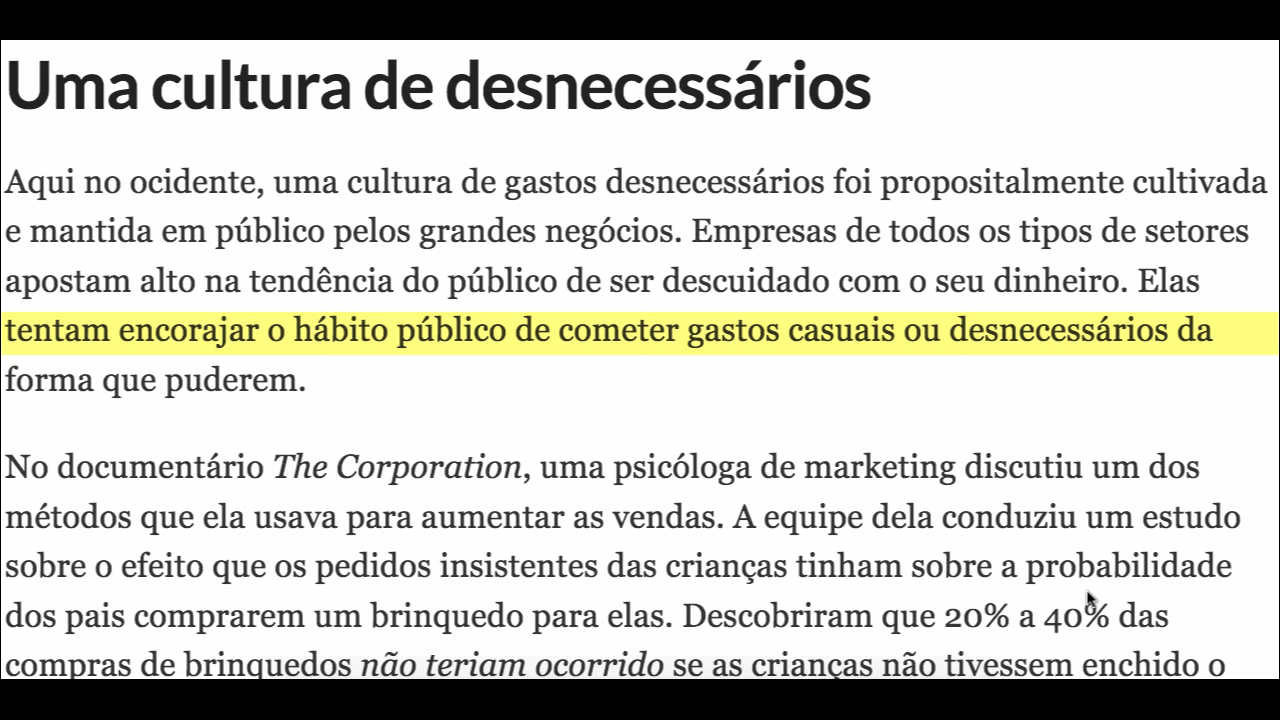 Uma cultura de desnecessários
Aqui no ocidente, uma cultura de gastos desnecessários foi propositalmente cultivada
e mantida em público pelos grandes negócios. Empresas de todos os tipos de setores
apostam alto na tendência do público de ser descuidado com o seu dinheiro. Elas
tentam encorajar o hábito público de cometer gastos casuais ou desnecessários da
forma que puderem.
No documentário The Corporation, uma psicóloga de marketing discutiu um dos
métodos que ela usava para aumentar as vendas. A equipe dela conduziu um estudo
sobre o efeito que os pedidos insistentes das crianças tinham sobre a probabilidade
dos pais comprarem um brinquedo para elas. Descobriram que 20% a 40% das
compras de brinquedos não teriam ocorrido se as crianças não tivessem enchido o